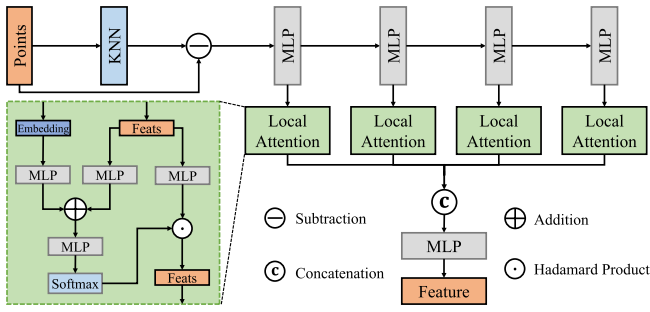 Points
KNN
MLP
MLP
MLP
MLP
Local
Attention
Local
Attention
Local
Attention
Local
Attention
Embedding
Feats
MLP
MLP
MLP
MLP
Softmax
Feats
C
MLP
Feature
Subtraction
Addition
C
Concatenation
Hadamard Product